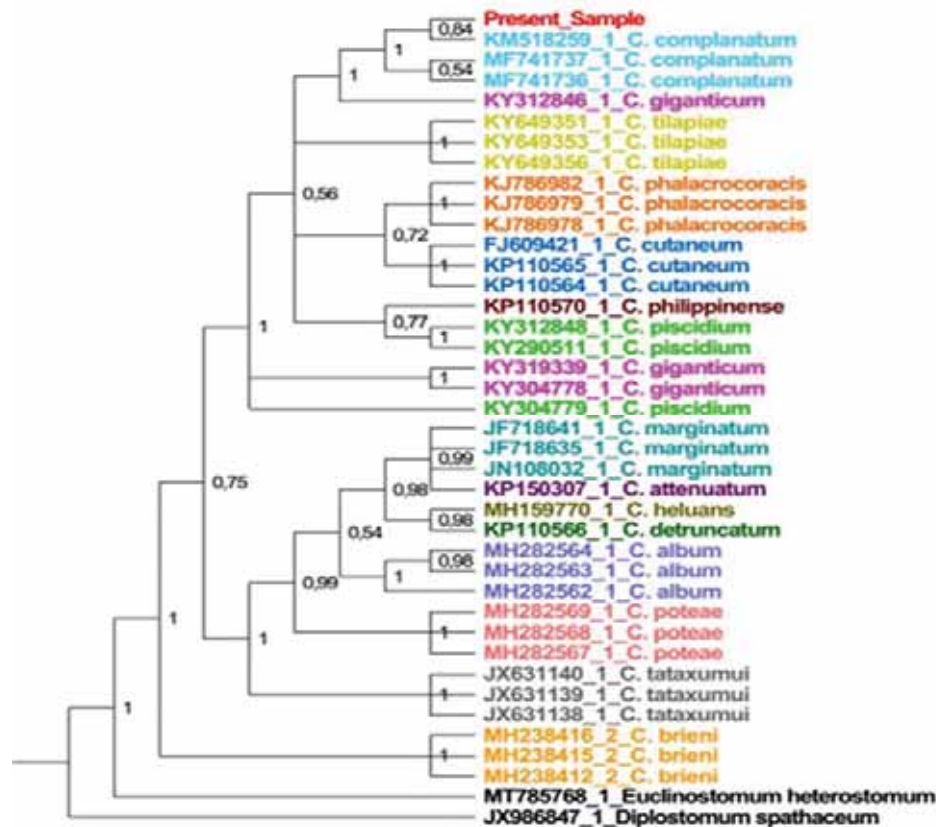 Present_Sample
0,84
KM518259_1_C. complanatum
1
MF741737_1_C. complanatum
0,54
1
MF741736_1_C. complanatum
KY312846_1_C. giganticum
KY649351_1_C. tilapiae
KY649353_1_C. tilapiae
1
KY649356_1_C. tilapiae
KJ786982_1_C. phalacrocoracis
0,56
KJ786979_1_C. phalacrocoracis
1
KJ786978_1_C. phalacrocoracis
0,72
FJ609421_1_C. cutaneum
KP110565_1_C. cutaneum
1
KP110564_1_C. cutaneum
KP110570_1_C. philippinense
0,77
KY312848_1_C. piscidium
1
1
KY290511_1_C. piscidium
KY319339_1_C. giganticum
1
KY304778_1_C. giganticum
KY304779_1_C. piscidium
JF718641_1_C. marginatum
JF718635_1_C. marginatum
0,99
JN108032_1_C. marginatum
0,75
0,98
KP150307_1_C. attenuatum
MH159770_1_C. heluans
0,98
0,54
KP110566_1_C. detruncatum
MH282564_1_C. album
0,98
MH282563_1_C. album
0,99
1
MH282562_1_C. album
MH282569_1_C. poteae
1
MH282568_1_C. poteae
1
1
MH282567_1_C. poteae
JX631140_1_C. tataxumui
JX631139_1_C. tataxumui
1
1
JX631138_1_C. tataxumui
MH238416_2_C. brieni
MH238415_2_C. brieni
1
MH238412_2_C. brieni
MT785768_1_Euclinostomum heterostomum
JX986847_1_Diplostomum spathaceum